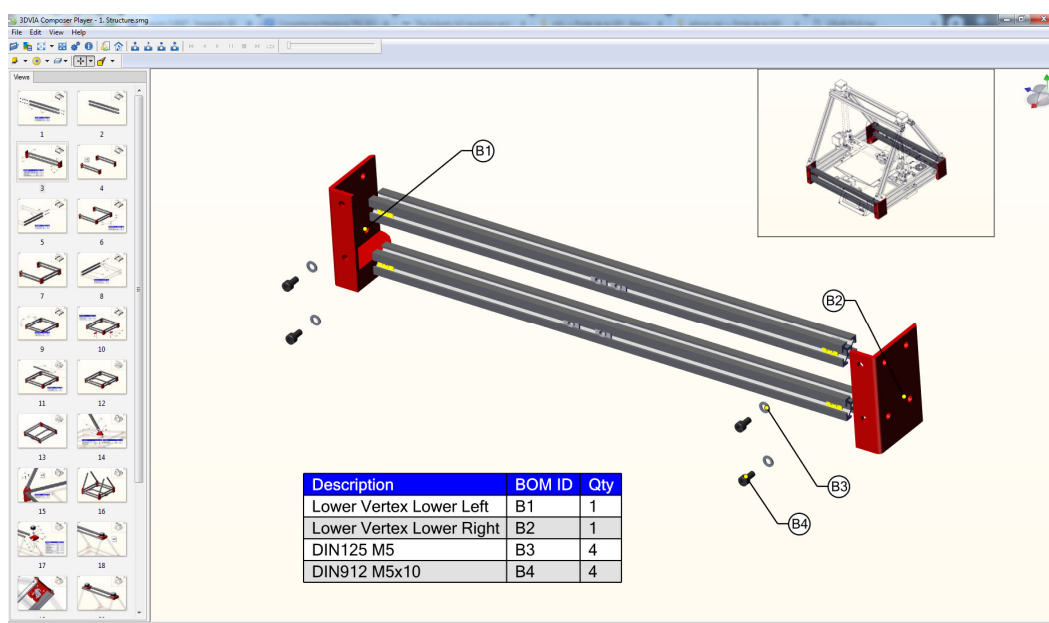 3DVIA Composer Player - 1. Structure.smg
File Edit View Help
Views
1 2
3 4
5 6
7 8
9 10
11 12
13 14
15 16
17 18
B1
B2
B3
B4
Description BOM ID Qty
Lower Vertex Lower Left B1 1
Lower Vertex Lower Right B2 1
DIN125 M5 B3 4
DIN912 M5x10 B4 4